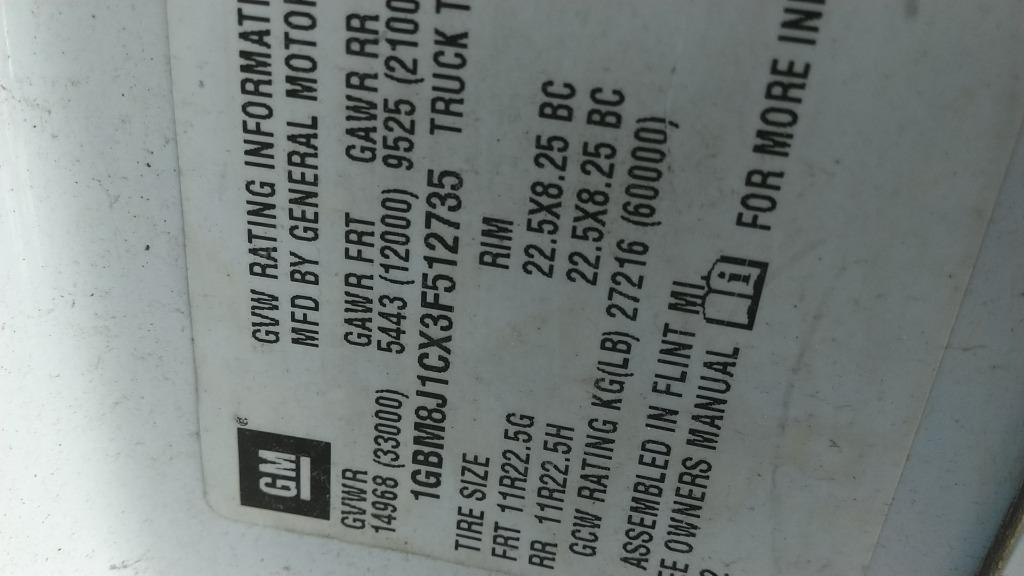 GM
GVW RATING INFORMATI
MFD BY GENERAL MOTOR
GVWR GAWR FRT GAWR RR
14968 (33000) 5443 (12000) 9525 (2100
1GBM8J1CX3F512735 TRUCK T
TIRE SIZE RIM
FRT 11R22.5G 22.5X8.25 BC
RR 11R22.5H 22.5X8.25 BC
GCW RATING KG(LB) 27216 (60000)
ASSEMBLED IN FLINT MI
EE OWNERS MANUAL i FOR MORE IN